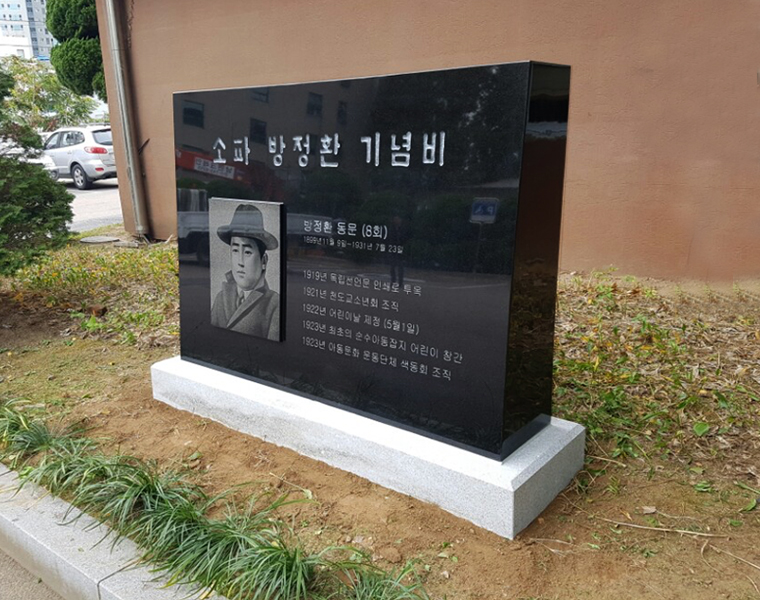 소파 방정환 기념비
방정환 동문 (8회)
1899년 11월 9일~1931년 7월 23일
1919년 독립선언문 인쇄로 투옥
1921년 천도교소년회 조직
1922년 어린이날 제정 (5월1일)
1923년 최초의 순수아동잡지 어린이 창간
1923년 아동문화 운동단체 색동회 조직